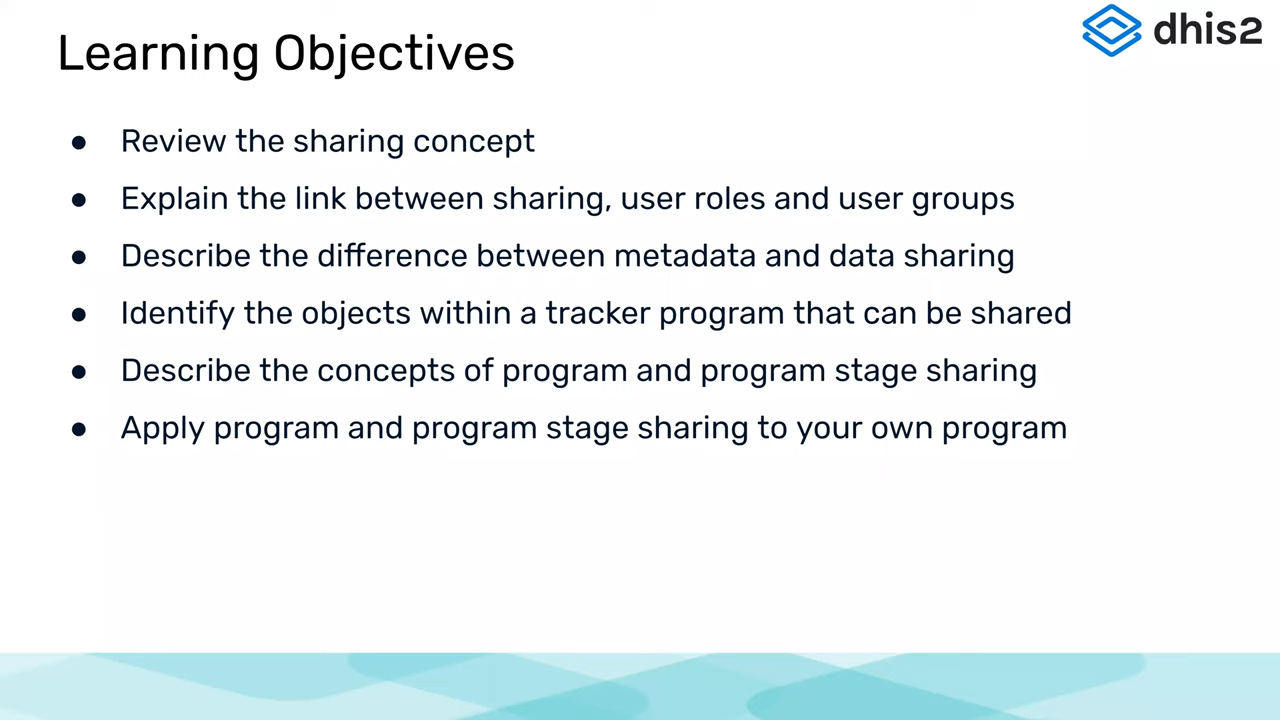 Learning Objectives
dhis2
● Review the sharing concept
● Explain the link between sharing, user roles and user groups
● Describe the difference between metadata and data sharing
● Identify the objects within a tracker program that can be shared
● Describe the concepts of program and program stage sharing
● Apply program and program stage sharing to your own program